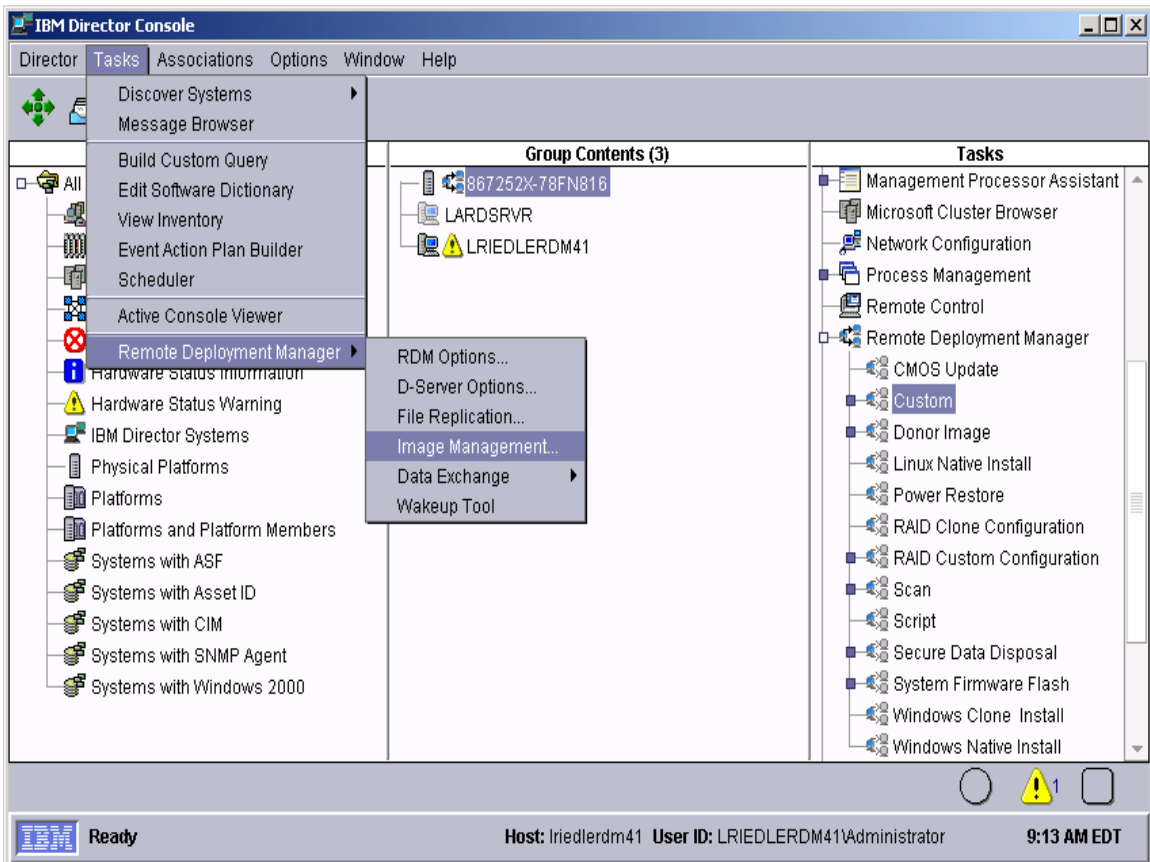 IBM Director Console
Director Tasks Associations Options Window Help
Discover Systems
Message Browser
Build Custom Query
Edit Software Dictionary
View Inventory
Event Action Plan Builder
Scheduler
Active Console Viewer
Remote Deployment Manager
RDM Options...
D-Server Options...
File Replication...
Image Management...
Data Exchange
Wakeup Tool
All
Hardware Status Information
Hardware Status Warning
IBM Director Systems
Physical Platforms
Platforms
Platforms and Platform Members
Systems with ASF
Systems with Asset ID
Systems with CIM
Systems with SNMP Agent
Systems with Windows 2000
Group Contents (3)
867252X-78FN816
LARDSRVR
LRIEDLERDM41
Tasks
Management Processor Assistant
Microsoft Cluster Browser
Network Configuration
Process Management
Remote Control
Remote Deployment Manager
CMOS Update
Custom
Donor Image
Linux Native Install
Power Restore
RAID Clone Configuration
RAID Custom Configuration
Scan
Script
Secure Data Disposal
System Firmware Flash
Windows Clone Install
Windows Native Install
1
IBM Ready Host: lriedlerdm41 User ID: LRIEDLERDM41\Administrator 9:13 AM EDT